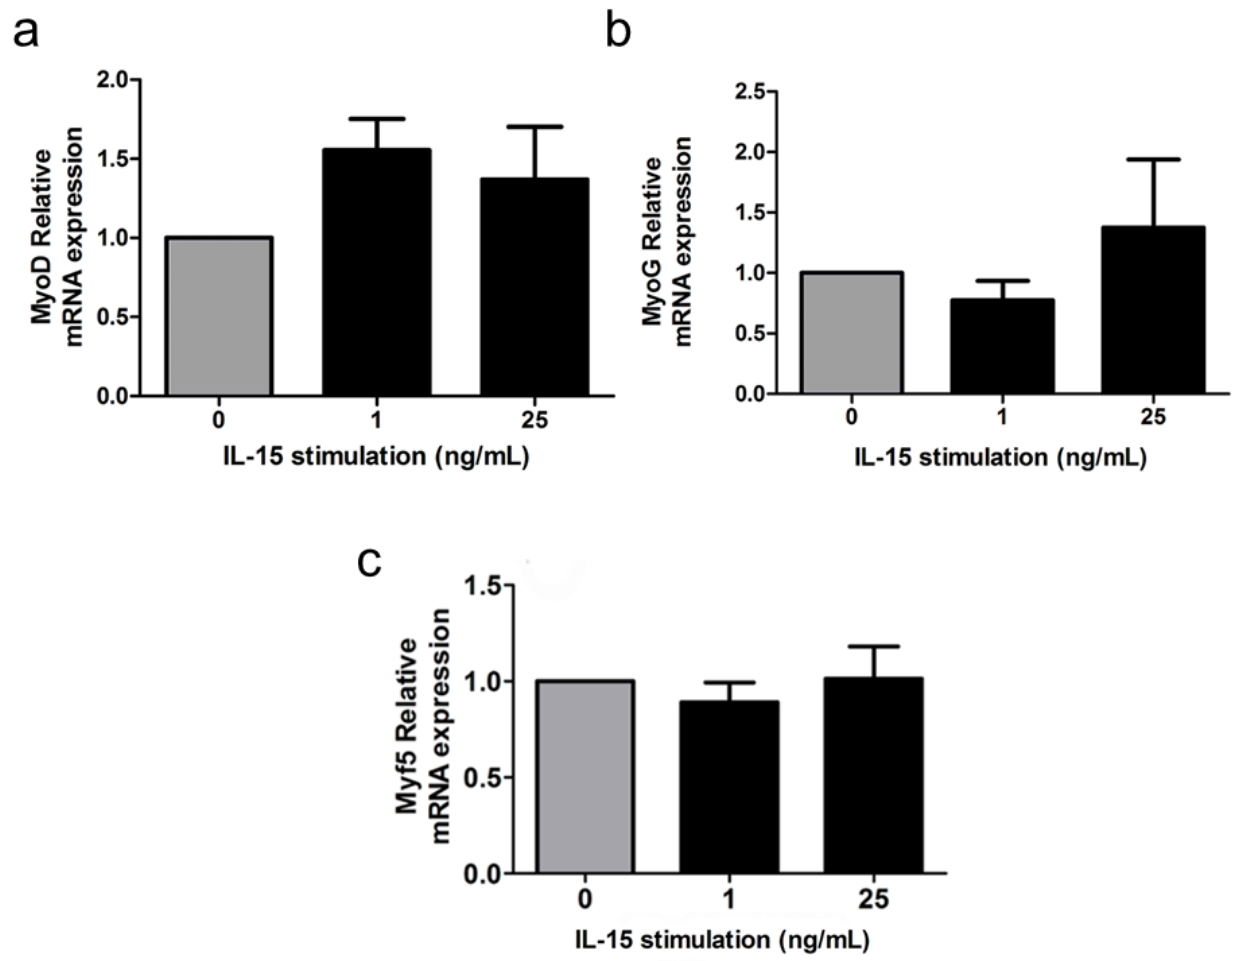 a
MyoD Relative
mRNA expression
2.0
1.5
1.0
0.5
0.0
0 1 25
IL-15 stimulation (ng/mL)
b
MyoG Relative
mRNA expression
2.5
2.0
1.5
1.0
0.5
0.0
0 1 25
IL-15 stimulation (ng/mL)
c
Myf5 Relative
mRNA expression
1.5
1.0
0.5
0.0
0 1 25
IL-15 stimulation (ng/mL)